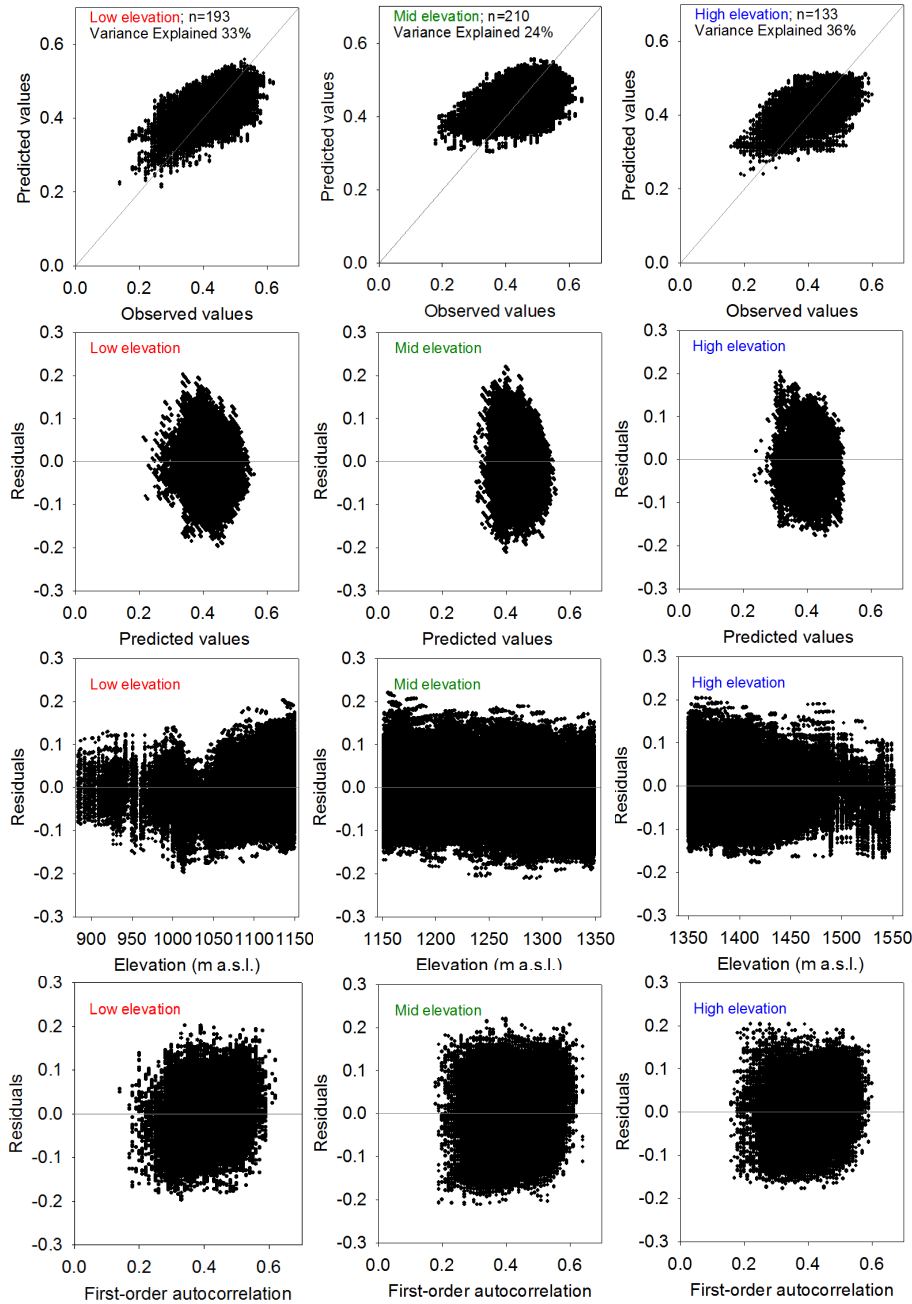 Low elevation; n=193
Variance Explained 33%
0.6
0.4
0.2
0.0
Predicted values
0.0 0.2 0.4 0.6
Observed values
Mid elevation; n=210
Variance Explained 24%
0.6
0.4
0.2
0.0
Predicted values
0.0 0.2 0.4 0.6
Observed values
High elevation; n=133
Variance Explained 36%
0.6
0.4
0.2
0.0
Predicted values
0.0 0.2 0.4 0.6
Observed values
Low elevation
0.3
0.2
0.1
0.0
-0.1
-0.2
-0.3
Residuals
0.0 0.2 0.4 0.6
Predicted values
Mid elevation
0.3
0.2
0.1
0.0
-0.1
-0.2
-0.3
Residuals
0.0 0.2 0.4 0.6
Predicted values
High elevation
0.3
0.2
0.1
0.0
-0.1
-0.2
-0.3
Residuals
0.0 0.2 0.4 0.6
Predicted values
Low elevation
0.3
0.2
0.1
0.0
-0.1
-0.2
-0.3
Residuals
900 950 1000 1050 1100 1150
Elevation (m a.s.l.)
Mid elevation
0.3
0.2
0.1
0.0
-0.1
-0.2
-0.3
Residuals
1150 1200 1250 1300 1350
Elevation (m a.s.l.)
High elevation
0.3
0.2
0.1
0.0
-0.1
-0.2
-0.3
Residuals
1350 1400 1450 1500 1550
Elevation (m a.s.l.)
Low elevation
0.3
0.2
0.1
0.0
-0.1
-0.2
-0.3
Residuals
0.0 0.2 0.4 0.6
First-order autocorrelation
Mid elevation
0.3
0.2
0.1
0.0
-0.1
-0.2
-0.3
Residuals
0.0 0.2 0.4 0.6
First-order autocorrelation
High elevation
0.3
0.2
0.1
0.0
-0.1
-0.2
-0.3
Residuals
0.0 0.2 0.4 0.6
First-order autocorrelation